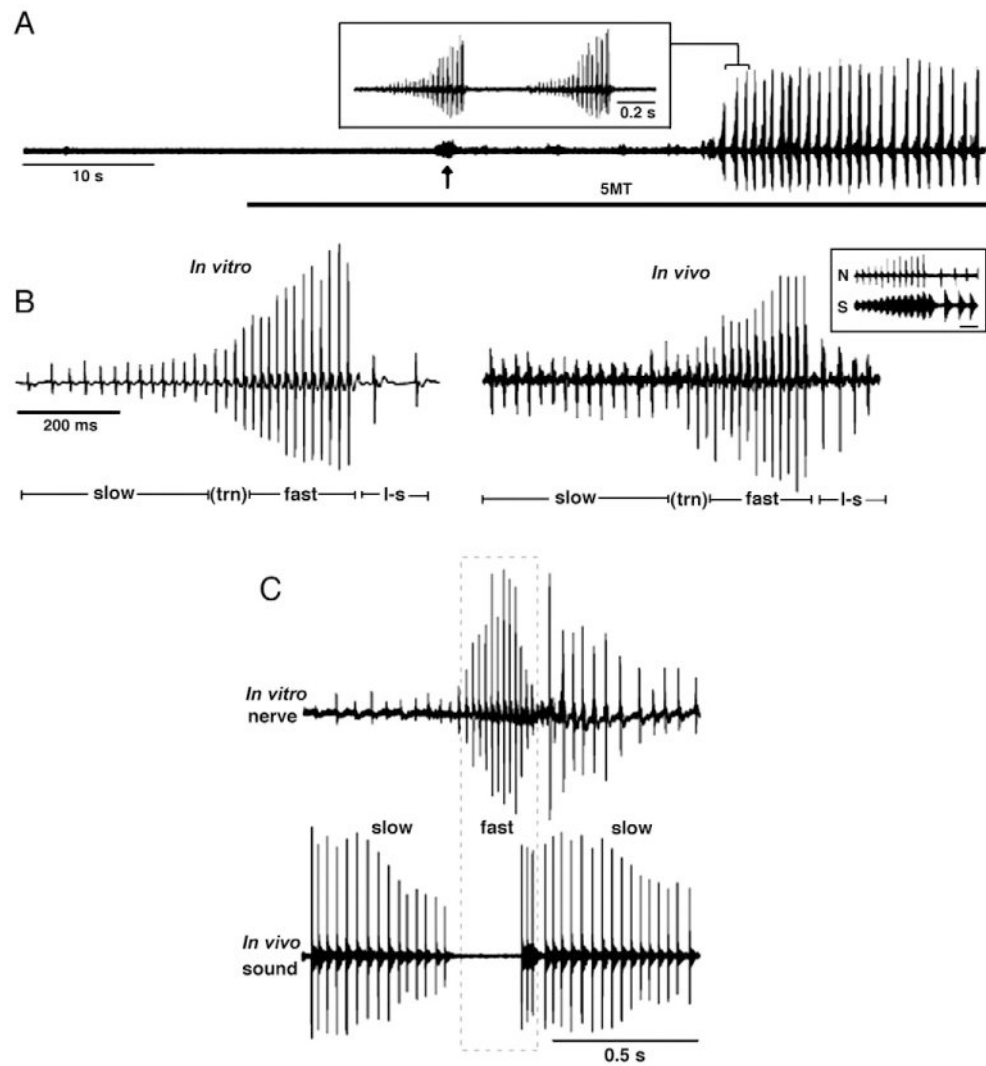 A
0.2 s
10 s
5MT
In vitro
In vivo
B
N
S
200 ms
slow (trn) fast l-s
slow (trn) fast l-s
C
In vitro
nerve
slow fast slow
In vivo
sound
0.5 s